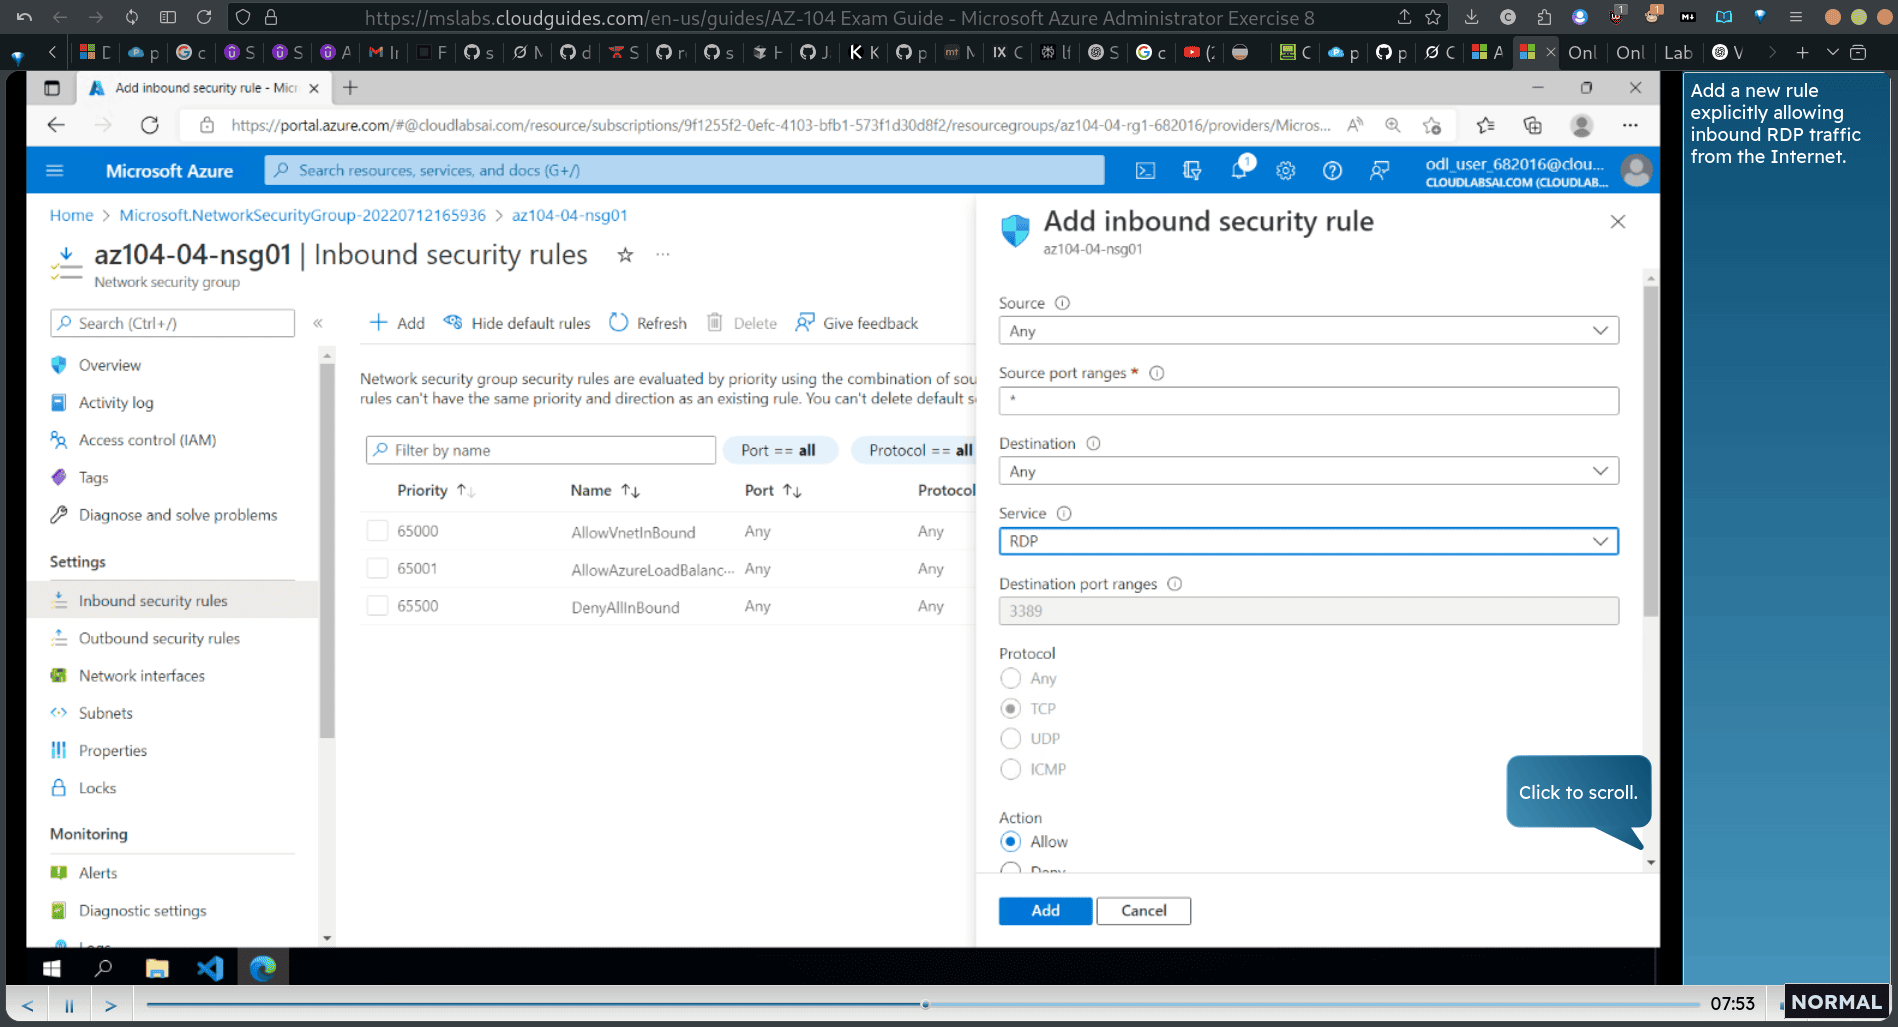 https://mslabs.cloudguides.com/en-us/guides/AZ-104 Exam Guide - Microsoft Azure Administrator Exercise 8
Onl
Onl
Lab
Add inbound security rule - Micr
https://portal.azure.com/#@cloudlabsai.com/resource/subscriptions/9f1255f2-0efc-4103-bfb1-573f1d30d8f2/resourcegroups/az104-04-rg1-682016/providers/Micros...
Microsoft Azure
Search resources, services, and docs (G+/)
1
odl_user_682016@clou...
CLOUDLABSAI.COM (CLOUDLAB...
Home > Microsoft.NetworkSecurityGroup-20220712165936 > az104-04-nsg01
az104-04-nsg01 | Inbound security rules
Network security group
Search (Ctrl+/)
Overview
Activity log
Access control (IAM)
Tags
Diagnose and solve problems
Settings
Inbound security rules
Outbound security rules
Network interfaces
Subnets
Properties
Locks
Monitoring
Alerts
Diagnostic settings
Logs
Add
Hide default rules
Refresh
Delete
Give feedback
Network security group security rules are evaluated by priority using the combination of sou
rules can't have the same priority and direction as an existing rule. You can't delete default s
Filter by name
Port == all
Protocol == all
Priority
Name
Port
Protocol
65000 AllowVnetInBound Any Any
65001 AllowAzureLoadBalanc... Any Any
65500 DenyAllInBound Any Any
Add inbound security rule
az104-04-nsg01
Source
Any
Source port ranges *
*
Destination
Any
Service
RDP
Destination port ranges
3389
Protocol
Any
TCP
UDP
ICMP
Action
Allow
Deny
Add
Cancel
Click to scroll.
Add a new rule
explicitly allowing
inbound RDP traffic
from the Internet.
07:53
NORMAL